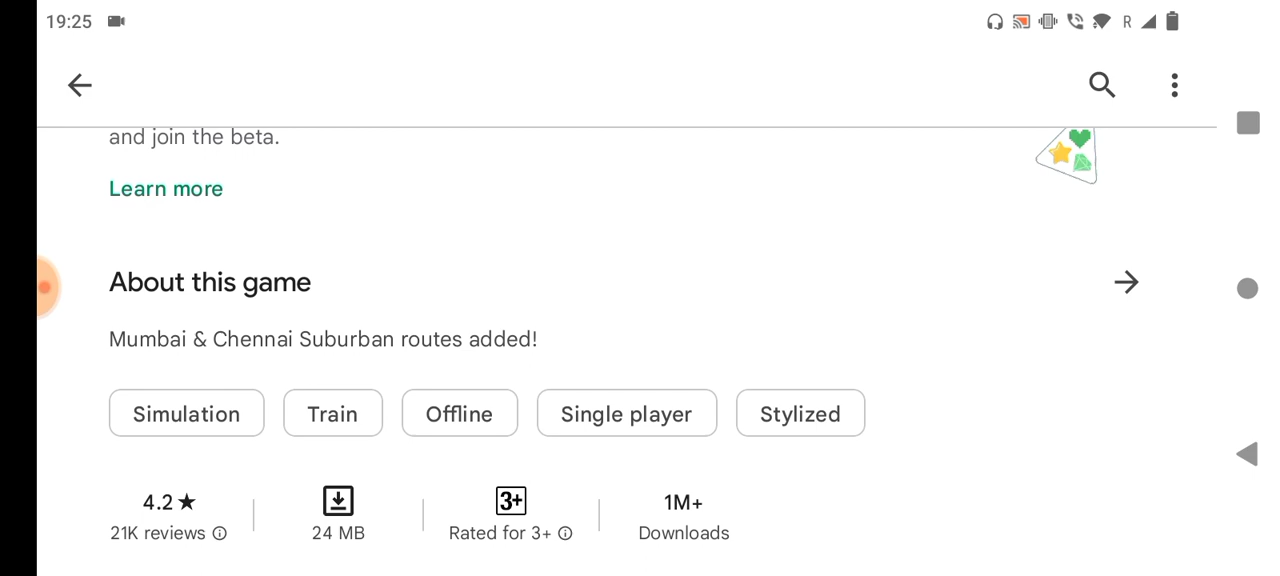 19:25 R
and join the beta.
Learn more
About this game
Mumbai & Chennai Suburban routes added!
Simulation Train Offline Single player Stylized
4.2★ 3+ 1M+
21K reviews 24 MB Rated for 3+ Downloads